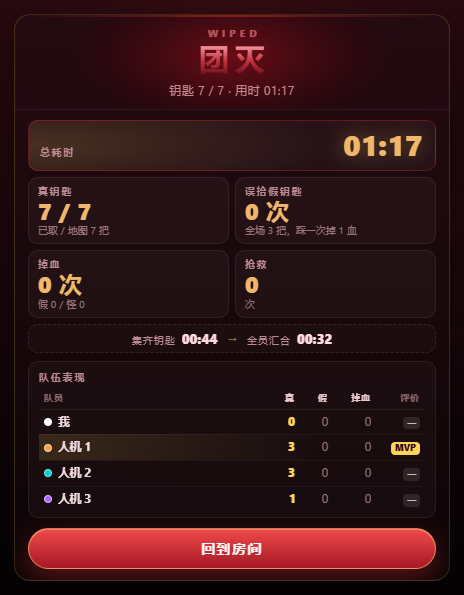 WIPED
团灭
钥匙 7 / 7 · 用时 01:17
总耗时 01:17
真钥匙 误拾假钥匙
7 / 7 0 次
已取 / 地图 7 把 全场 3 把，踩一次掉 1 血
掉血 抢救
0 次 0
假 0 / 怪 0 次
集齐钥匙 00:44 → 全员汇合 00:32
队伍表现
队员 真 假 掉血 评价
我 0 0 0 —
人机 1 3 0 0 MVP
人机 2 3 0 0 —
人机 3 1 0 0 —
回到房间